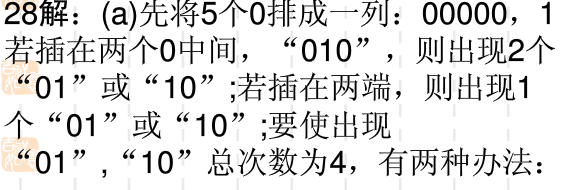 28解：(a)先将5个0排成一列：00000，1
若插在两个0中间，“010”，则出现2个
“01”或“10”;若插在两端，则出现1
个“01”或“10”;要使出现
“01”,“10”总次数为4，有两种办法：